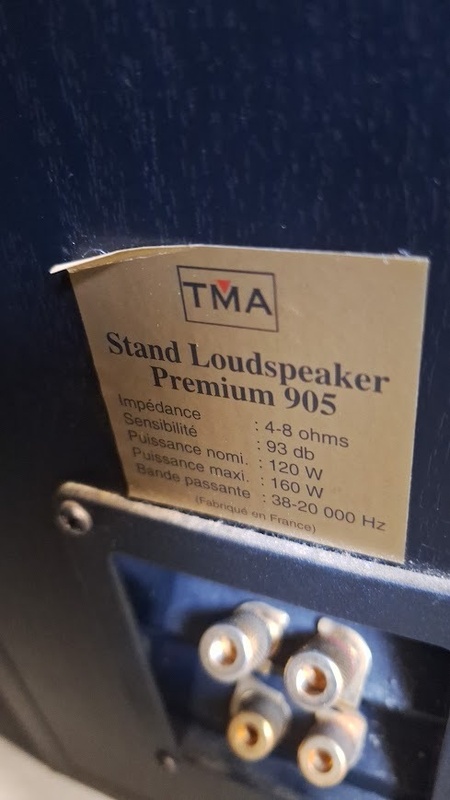 TMA
Stand Loudspeaker
Premium 905
Impédance : 4-8 ohms
Sensibilité : 93 db
Puissance nomi. : 120 W
Puissance maxi. : 160 W
Bande passante : 38-20 000 Hz
(Fabriqué en France)